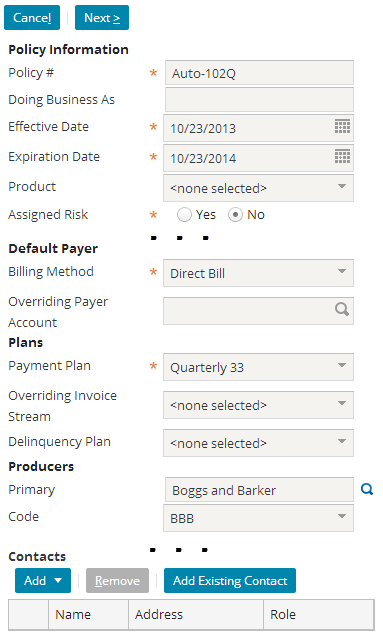 Cancel Next >
Policy Information
Policy # * Auto-102Q
Doing Business As
Effective Date * 10/23/2013
Expiration Date * 10/23/2014
Product <none selected>
Assigned Risk * Yes No
Default Payer
Billing Method * Direct Bill
Overriding Payer
Account
Plans
Payment Plan * Quarterly 33
Overriding Invoice
Stream
<none selected>
Delinquency Plan <none selected>
Producers
Primary Boggs and Barker
Code BBB
Contacts
Add Remove Add Existing Contact
Name Address Role